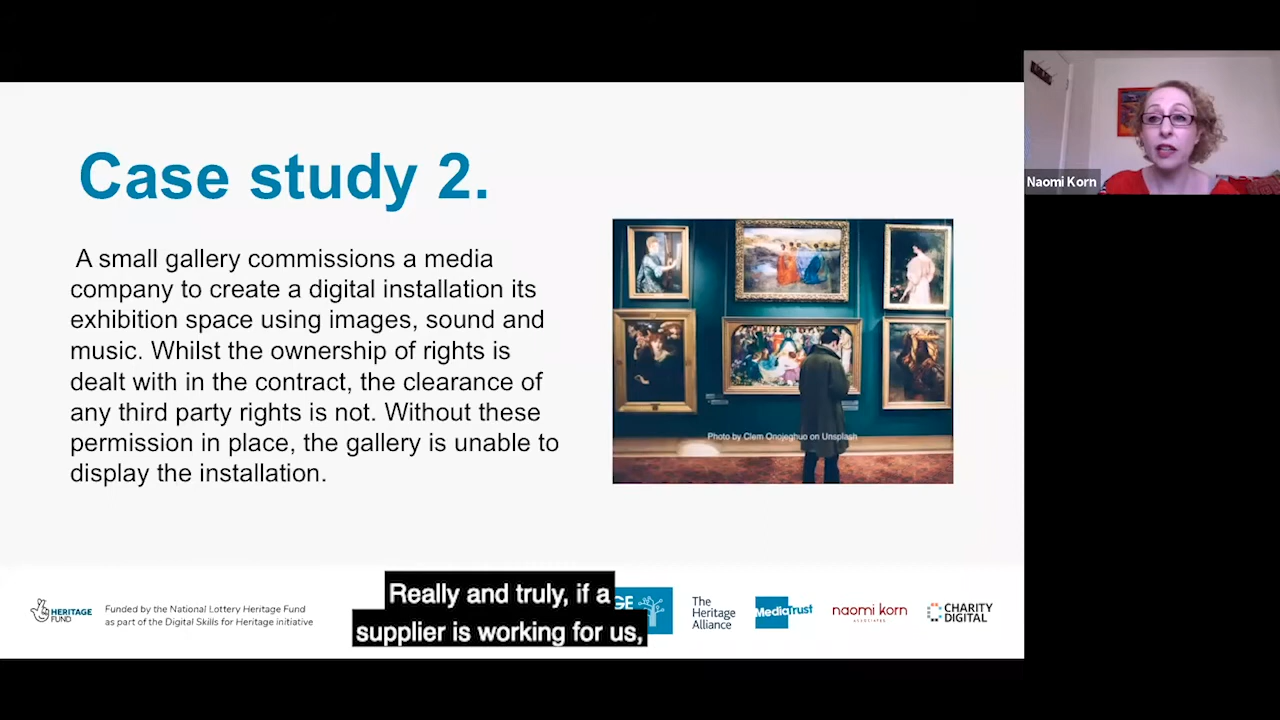 Case study 2.
A small gallery commissions a media
company to create a digital installation its
exhibition space using images, sound and
music. Whilst the ownership of rights is
dealt with in the contract, the clearance of
any third party rights is not. Without these
permission in place, the gallery is unable to
display the installation.
Photo by Clem Onojeghuo on Unsplash
Naomi Korn
HERITAGE
FUND
Funded by the National Lottery Heritage Fund
as part of the Digital Skills for Heritage initiative
Really and truly, if a
supplier is working for us,
GE
The
Heritage
Alliance
MediaTrust
naomi korn
ASSOCIATES
CHARITY
DIGITAL